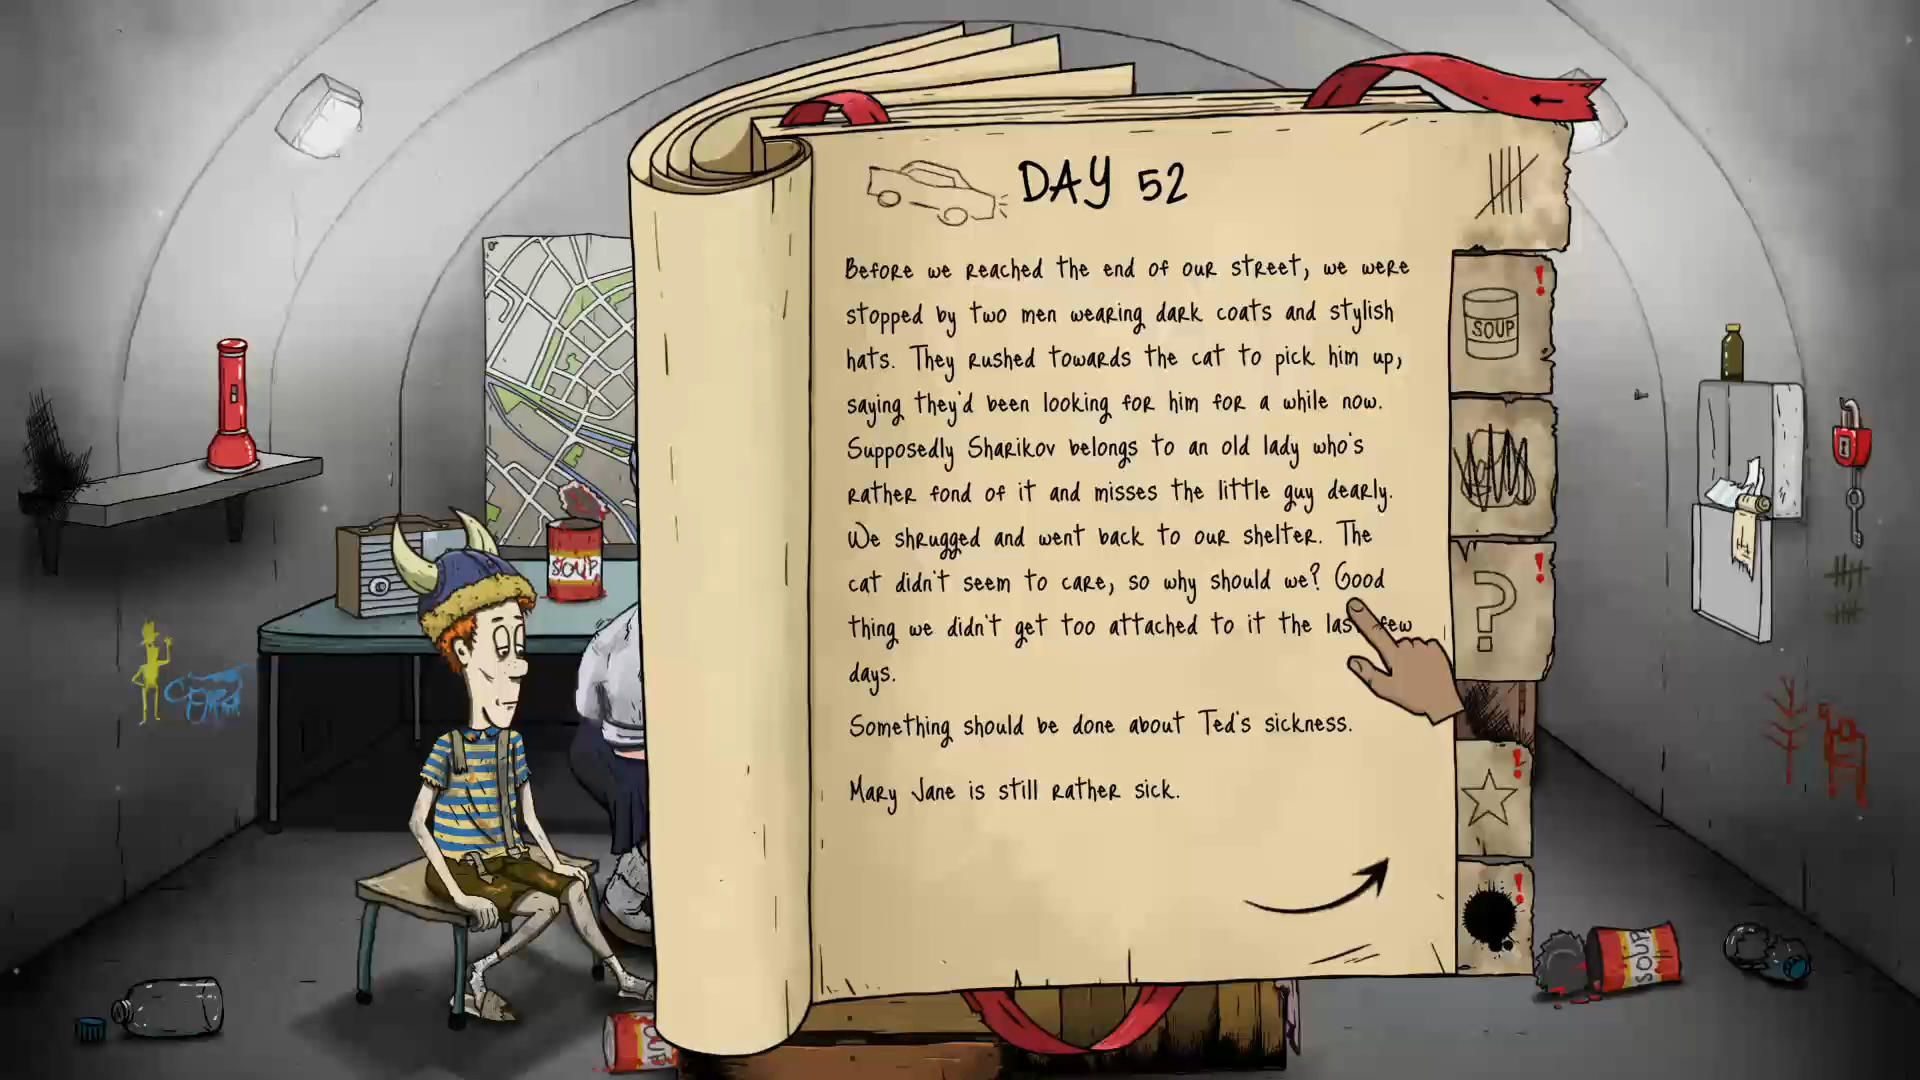 DAY 52
Before we reached the end of our street, we were
stopped by two men wearing dark coats and stylish
hats. They rushed towards the cat to pick him up,
saying they'd been looking for him for a while now.
Supposedly Sharikov belongs to an old lady who's
rather fond of it and misses the little guy dearly.
We shrugged and went back to our shelter. The
cat didn't seem to care, so why should we? Good
thing we didn't get too attached to it the last few
days.
Something should be done about Ted's sickness.
Mary Jane is still rather sick.
!
SOUP
!
?
!
!
SOUP
SOUP
SOUP